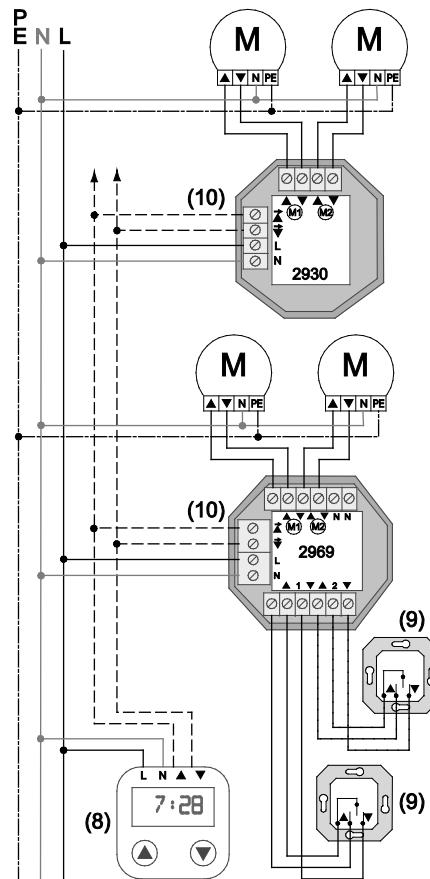 P
E N L
M M
▲ ▼ N PE ▲ ▼ N PE
(10)
▲ ▼ ▲ ▼
M1 M2
▲
▼
L
N
2930
M M
▲ ▼ N PE ▲ ▼ N PE
(10)
▲ ▼ ▲ ▼ N N
M1 M2
▲
▼
L
N
2969
▲ 1 ▼ ▲ 2 ▼
(9)
▲ ▼
L N ▲ ▼
7:28
(8)
▲ ▼
(9)
▲ ▼